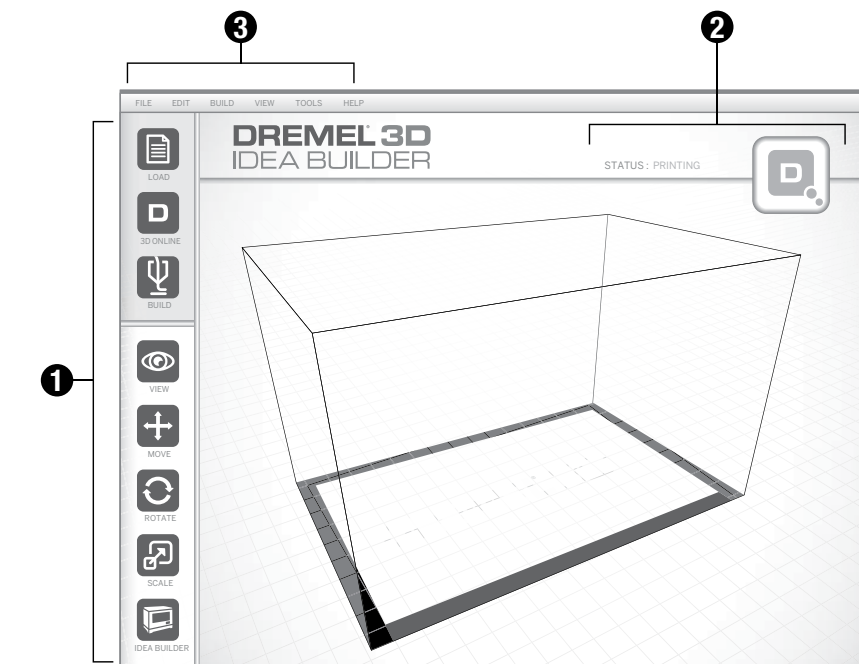 3
2
FILE EDIT BUILD VIEW TOOLS HELP
DREMEL 3D
IDEA BUILDER
STATUS : PRINTING
D
LOAD
D
3D ONLINE
BUILD
1
VIEW
MOVE
ROTATE
SCALE
IDEA BUILDER